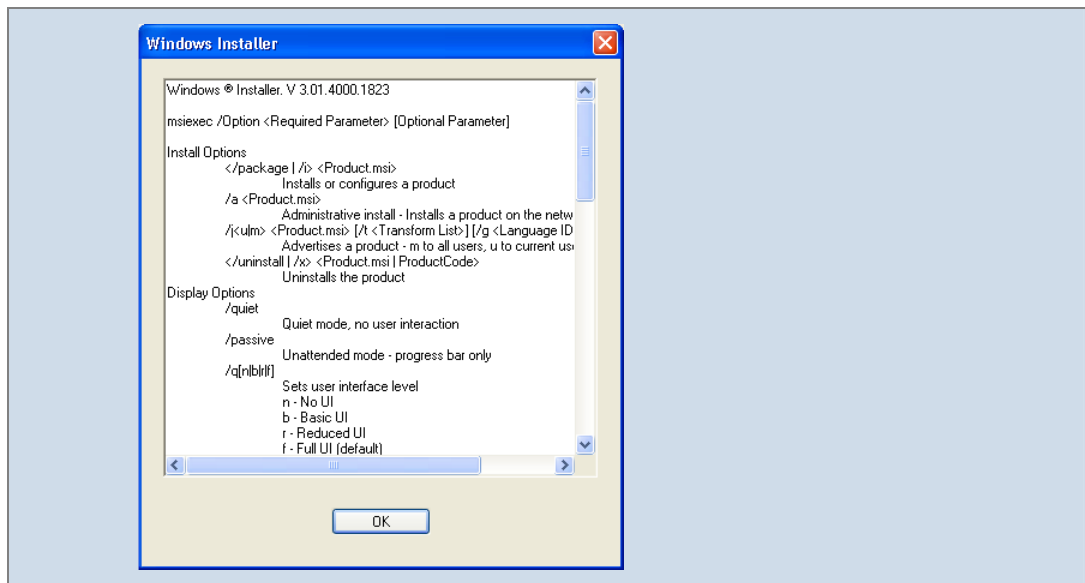 Windows Installer
Windows ® Installer. V 3.01.4000.1823
msiexec /Option <Required Parameter> [Optional Parameter]
Install Options
</package | /i> <Product.msi>
Installs or configures a product
/a <Product.msi>
Administrative install - Installs a product on the netw
/j<u|m> <Product.msi> [/t <Transform List>] [/g <Language ID
Advertises a product - m to all users, u to current us
</uninstall | /x> <Product.msi | ProductCode>
Uninstalls the product
Display Options
/quiet
Quiet mode, no user interaction
/passive
Unattended mode - progress bar only
/q[n|b|r|f]
Sets user interface level
n - No UI
b - Basic UI
r - Reduced UI
f - Full UI (default)
OK